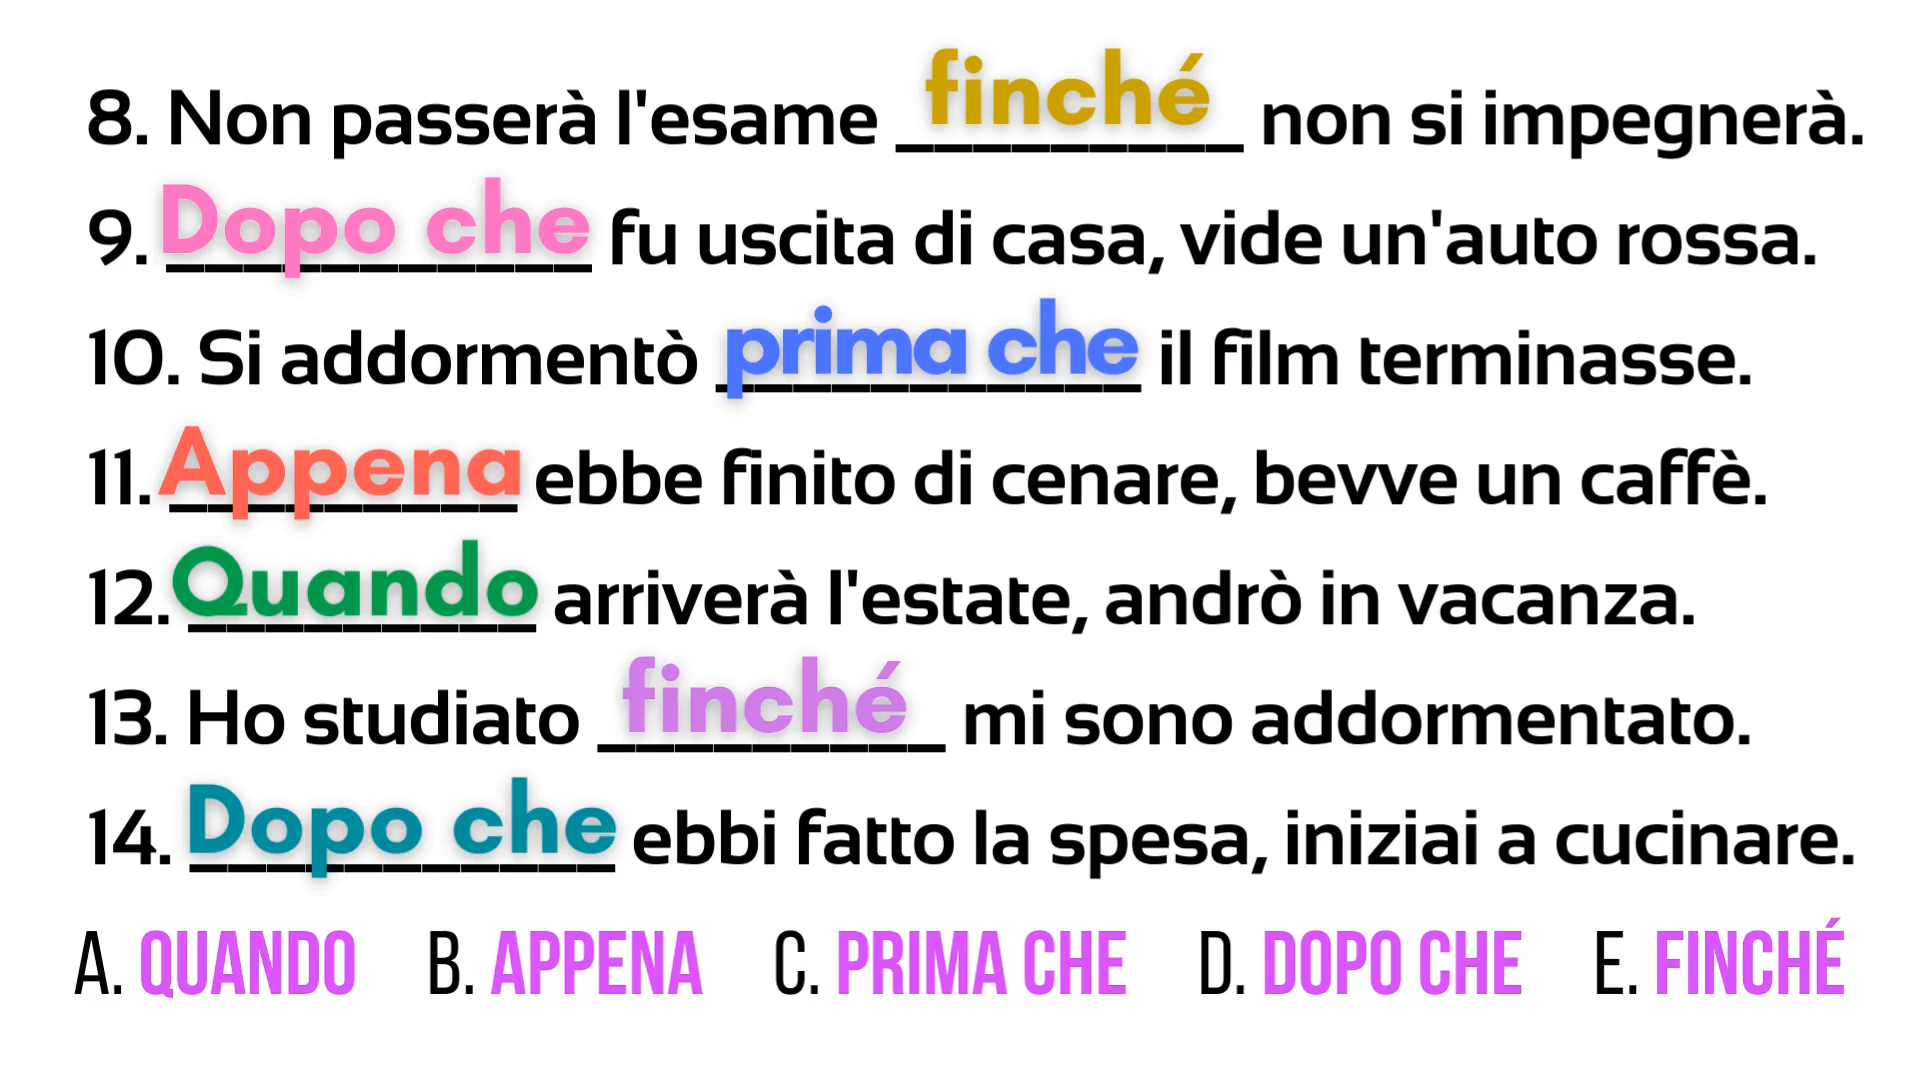 8. Non passerà l'esame finché non si impegnerà.
9. Dopo che fu uscita di casa, vide un'auto rossa.
10. Si addormentò prima che il film terminasse.
11. Appena ebbe finito di cenare, bevve un caffè.
12. Quando arriverà l'estate, andrò in vacanza.
13. Ho studiato finché mi sono addormentato.
14. Dopo che ebbi fatto la spesa, iniziai a cucinare.
A. QUANDO B. APPENA C. PRIMA CHE D. DOPO CHE E. FINCHÉ